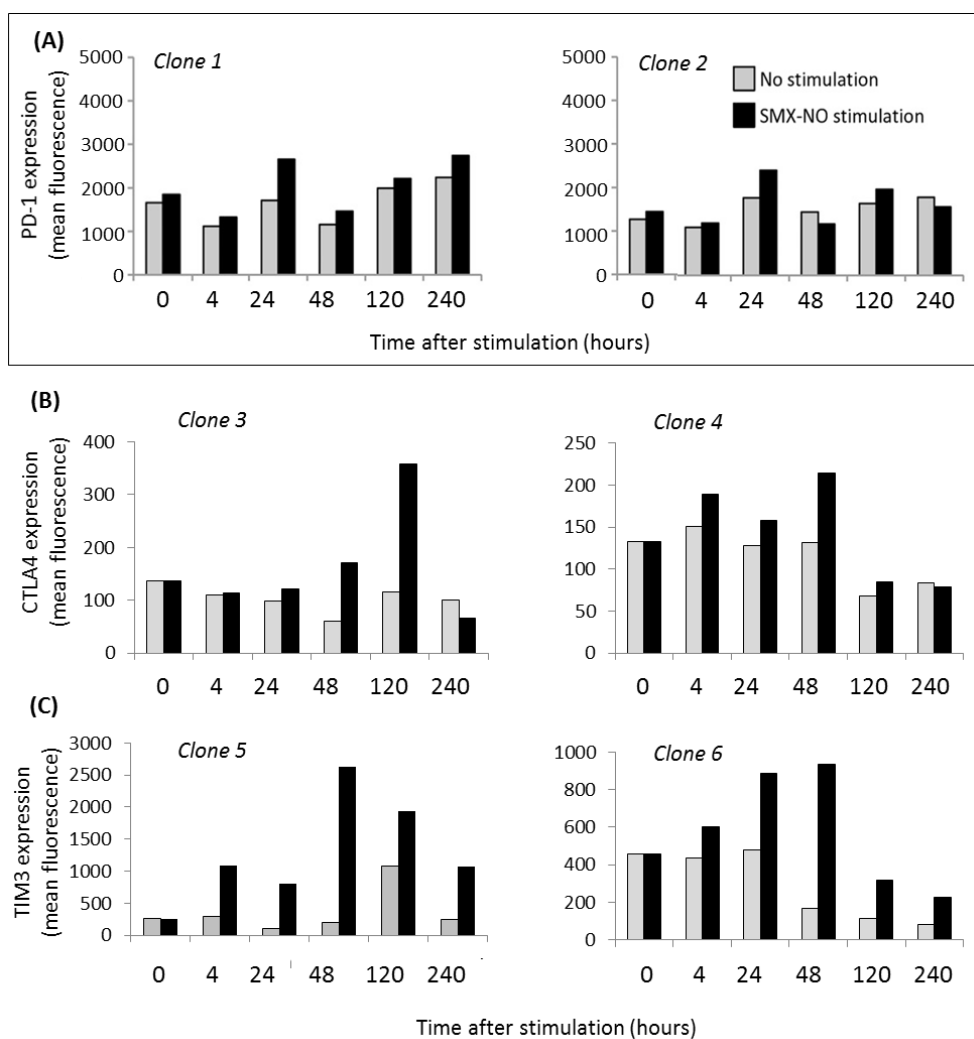 (A)
Clone 1
Clone 2
No stimulation
SMX-NO stimulation
PD-1 expression
(mean fluorescence)
5000
4000
3000
2000
1000
0
5000
4000
3000
2000
1000
0
0 4 24 48 120 240
0 4 24 48 120 240
Time after stimulation (hours)
(B)
Clone 3
Clone 4
CTLA4 expression
(mean fluorescence)
400
300
200
100
0
250
200
150
100
50
0
0 4 24 48 120 240
0 4 24 48 120 240
(C)
Clone 5
Clone 6
TIM3 expression
(mean fluorescence)
3000
2500
2000
1000
500
0
1000
800
600
400
200
0
0 4 24 48 120 240
0 4 24 48 120 240
Time after stimulation (hours)